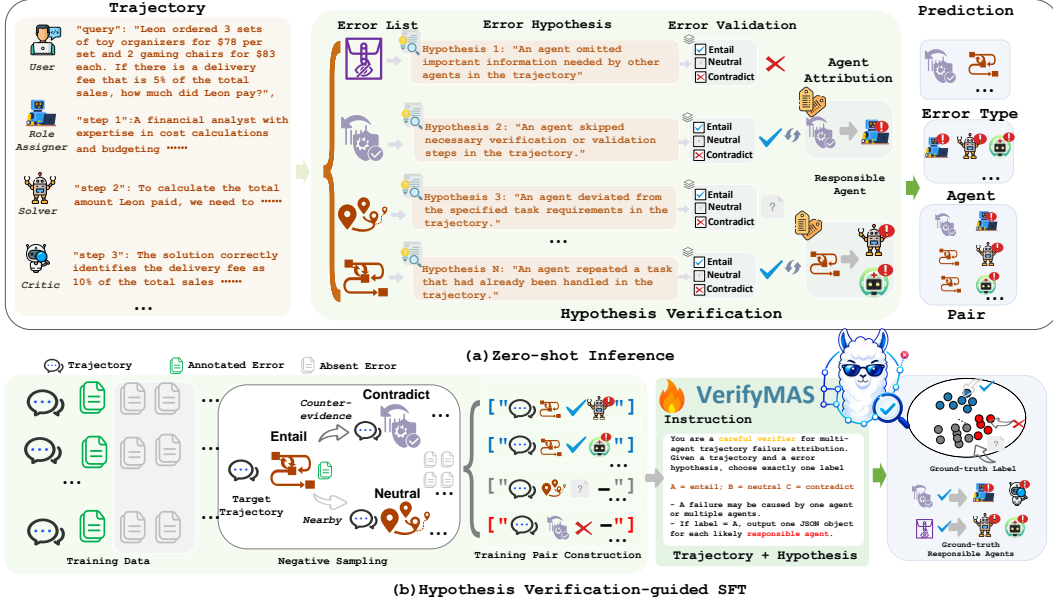 Trajectory
"query": "Leon ordered 3 sets
of toy organizers for $78 per
set and 2 gaming chairs for $83
each. If there is a delivery
fee that is 5% of the total
sales, how much did Leon pay?",
User
"step 1":A financial analyst with
expertise in cost calculations
and budgeting ······
Role
Assigner
"step 2": To calculate the total
amount Leon paid, we need to ······
Solver
"step 3": The solution correctly
identifies the delivery fee as
10% of the total sales ······
Critic
...
Error List
Error Hypothesis
Error Validation
Hypothesis 1: "An agent omitted
important information needed by other
agents in the trajectory"
Entail
Neutral
Contradict
Hypothesis 2: "An agent skipped
necessary verification or validation
steps in the trajectory."
Entail
Neutral
Contradict
Hypothesis 3: "An agent deviated from
the specified task requirements in the
trajectory."
Entail
Neutral
Contradict
?
...
Hypothesis N: "An agent repeated a task
that had already been handled in the
trajectory."
Entail
Neutral
Contradict
Agent
Attribution
Responsible
Agent
Hypothesis Verification
Prediction
...
Error Type
...
Agent
...
Pair
(a)Zero-shot Inference
Trajectory
Annotated Error
Absent Error
...
...
...
Training Data
Counter-
evidence
Contradict
...
Entail
Target
Trajectory
Neutral
Nearby
...
Negative Sampling
[" "]
[" "]
...
[" ? — "]
...
[" — "]
...
Training Pair Construction
VerifyMAS
Instruction
You are a careful verifier for multi-
agent trajectory failure attribution.
Given a trajectory and a error
hypothesis, choose exactly one label
A = entail; B = neutral C = contradict
- A failure may be caused by one agent
or multiple agents.
- If label = A, output one JSON object
for each likely responsible agent.
Trajectory + Hypothesis
?
Ground-truth Label
...
Ground-truth
Responsible Agents
(b)Hypothesis Verification-guided SFT